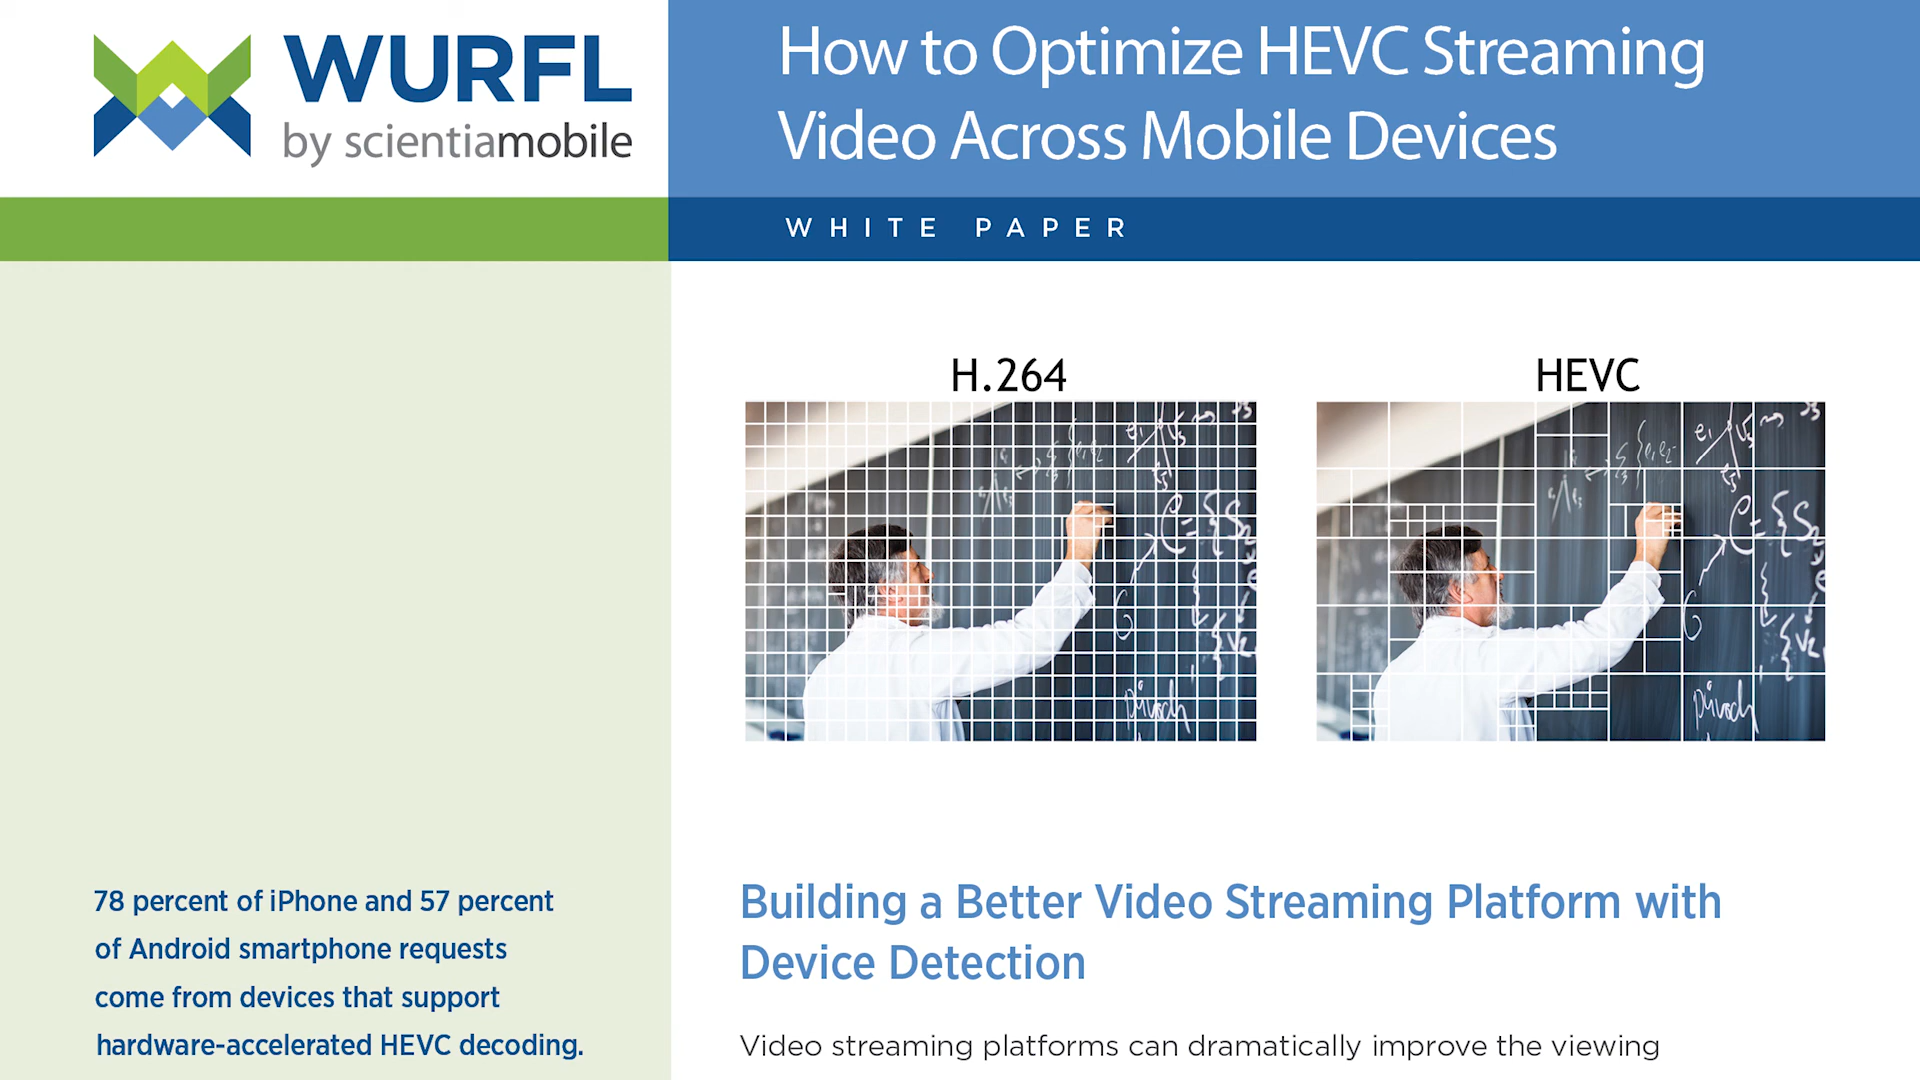 WURFL
by scientiamobile
How to Optimize HEVC Streaming
Video Across Mobile Devices
WHITE PAPER
H.264
HEVC
78 percent of iPhone and 57 percent
of Android smartphone requests
come from devices that support
hardware-accelerated HEVC decoding.
Building a Better Video Streaming Platform with
Device Detection
Video streaming platforms can dramatically improve the viewing